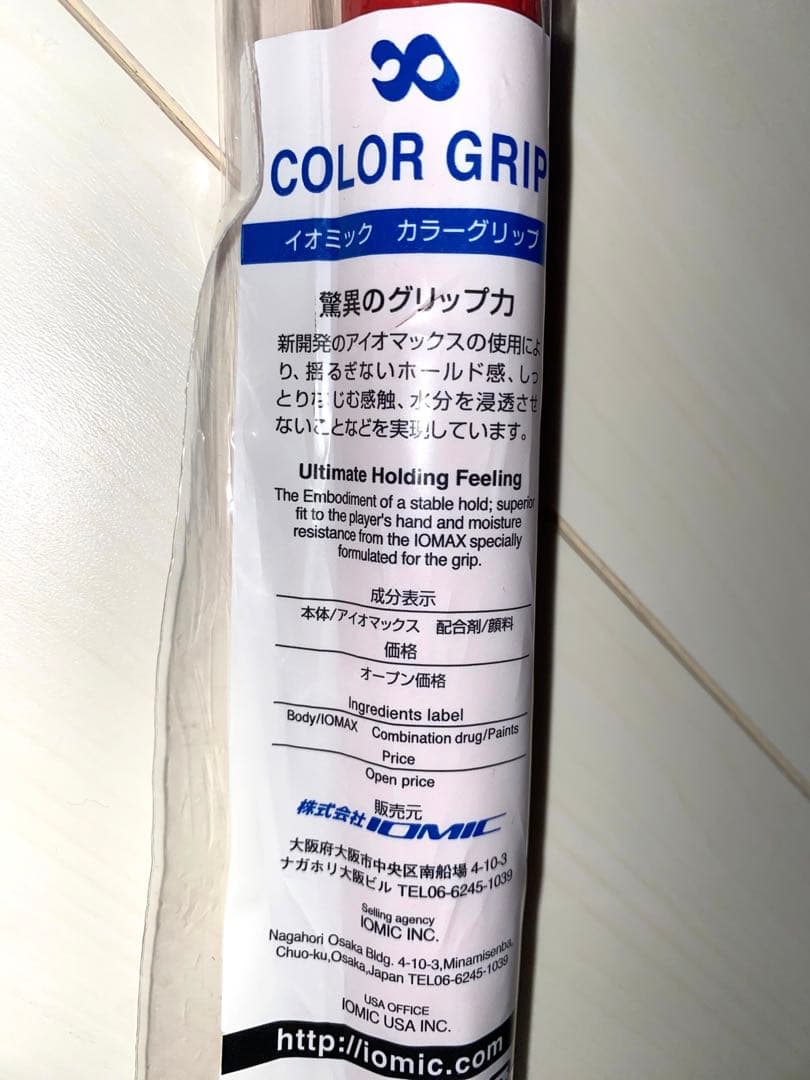 COLOR GRIP
イオミック カラーグリップ
驚異のグリップ力
新開発のアイオマックスの使用によ
り、揺るぎないホールド感、しっ
とりなじむ感触、水分を浸透させ
ないことなどを実現しています。
Ultimate Holding Feeling
The Embodiment of a stable hold; superior
fit to the player's hand and moisture
resistance from the IOMAX specially
formulated for the grip.
成分表示
本体/アイオマックス 配合剤/顔料
価格
オープン価格
Ingredients label
Body/IOMAX Combination drug/Paints
Price
Open price
販売元
株式会社IOMIC
大阪府大阪市中央区南船場4-10-3
ナガホリ大阪ビル TEL06-6245-1039
Selling agency
IOMIC INC.
Nagahori Osaka Bldg. 4-10-3,Minamisenba,
Chuo-ku,Osaka,Japan TEL06-6245-1039
USA OFFICE
IOMIC USA INC.
http://iomic.com